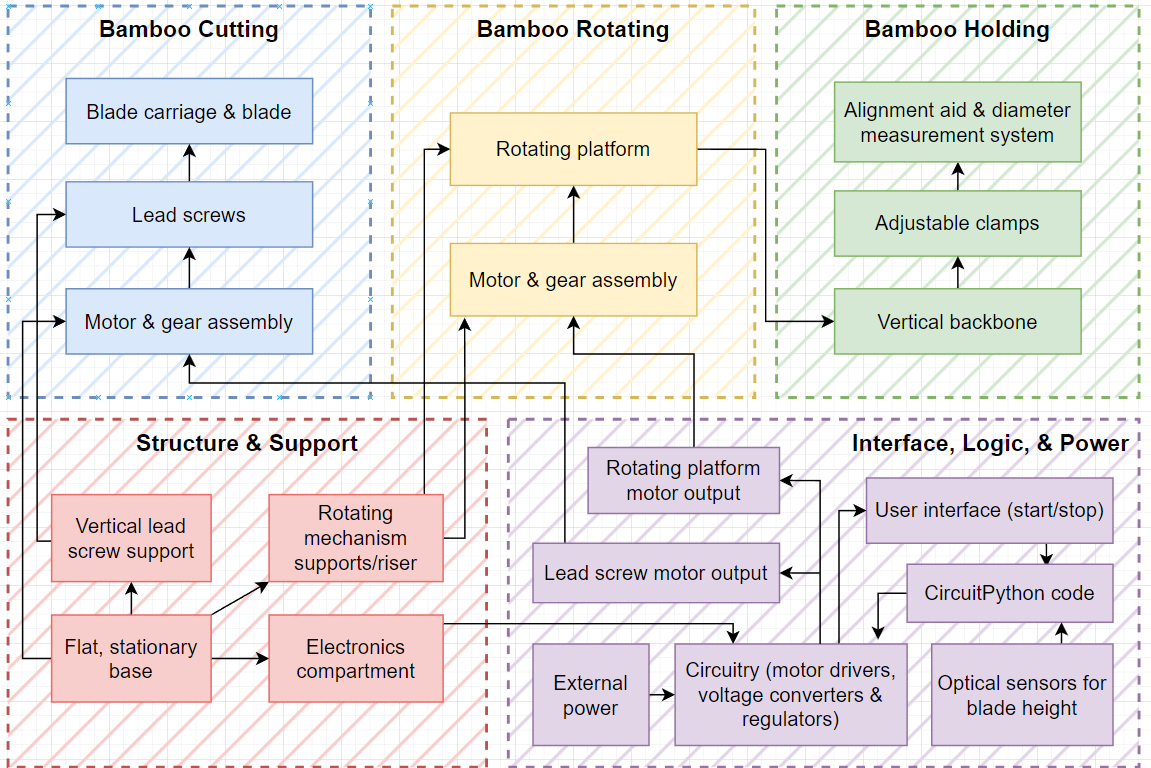 Bamboo Cutting
Blade carriage & blade
Lead screws
Motor & gear assembly
Bamboo Rotating
Rotating platform
Motor & gear assembly
Bamboo Holding
Alignment aid & diameter
measurement system
Adjustable clamps
Vertical backbone
Structure & Support
Vertical lead
screw support
Rotating
mechanism
supports/riser
Flat, stationary
base
Electronics
compartment
Interface, Logic, & Power
Rotating platform
motor output
User interface (start/stop)
Lead screw motor output
CircuitPython code
External
power
Circuitry (motor drivers,
voltage converters &
regulators)
Optical sensors for
blade height